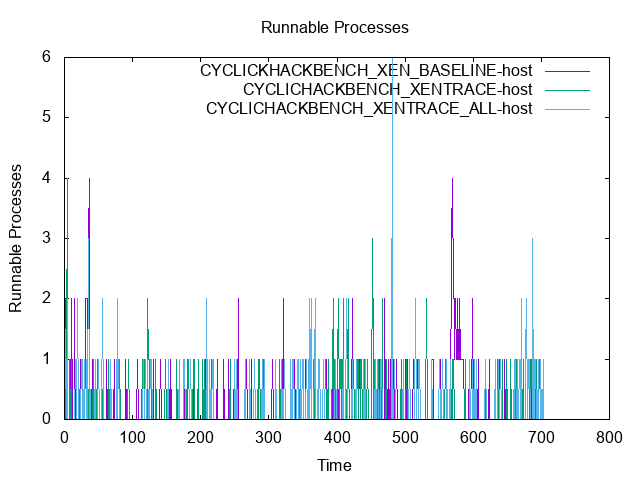 Runnable Processes
6
5
4
3
2
1
0
Runnable Processes
CYCLICKHACKBENCH_XEN_BASELINE-host
CYCLICHACKBENCH_XENTRACE-host
CYCLICHACKBENCH_XENTRACE_ALL-host
0 100 200 300 400 500 600 700 800
Time